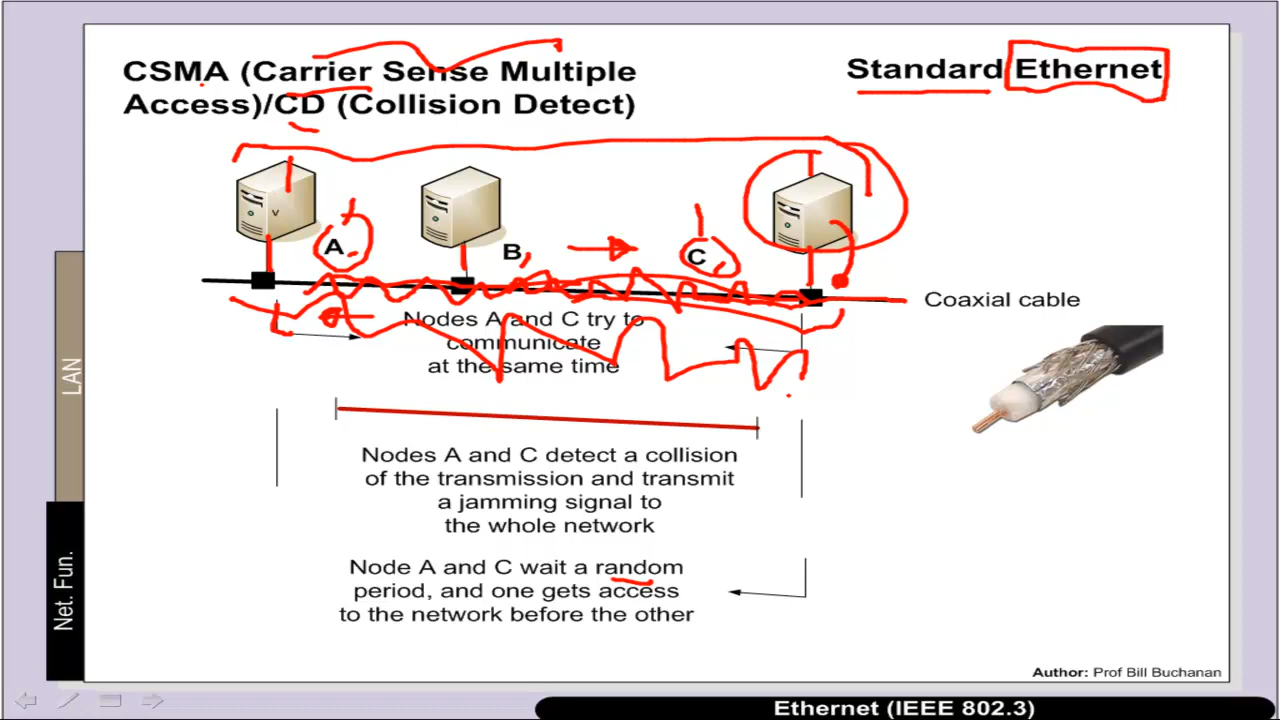 CSMA (Carrier Sense Multiple
Access)/CD (Collision Detect)
Standard Ethernet
A
B
C
Coaxial cable
Nodes A and C try to
communicate
at the same time
Nodes A and C detect a collision
of the transmission and transmit
a jamming signal to
the whole network
Node A and C wait a random
period, and one gets access
to the network before the other
LAN
Net. Fun.
Author: Prof Bill Buchanan
Ethernet (IEEE 802.3)